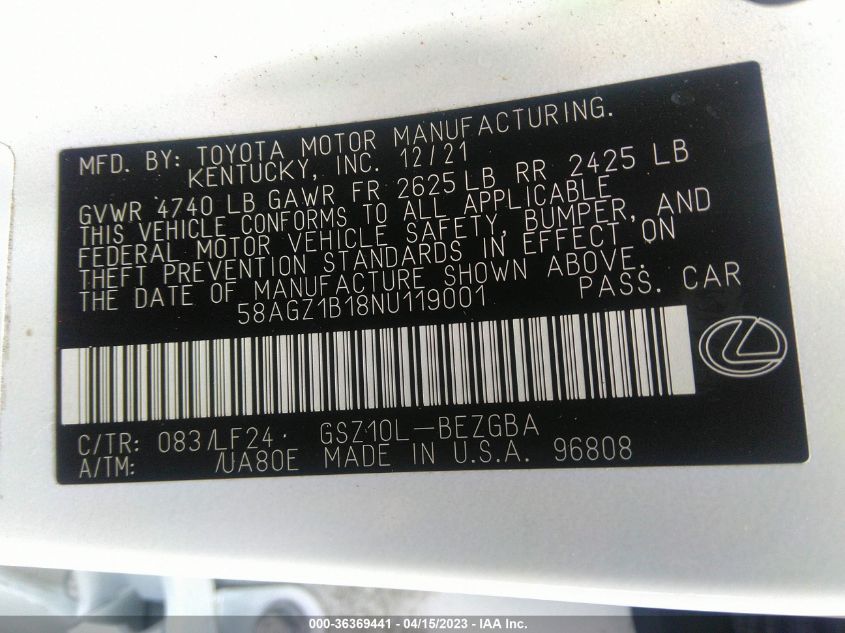 MFD. BY: TOYOTA MOTOR MANUFACTURING.
KENTUCKY, INC. 12/21
GVWR 4740 LB GAWR FR 2625 LB RR 2425 LB
THIS VEHICLE CONFORMS TO ALL APPLICABLE
FEDERAL MOTOR VEHICLE SAFETY, BUMPER, AND
THEFT PREVENTION STANDARDS IN EFFECT ON
THE DATE OF MANUFACTURE SHOWN ABOVE.
58AGZ1B18NU119001 PASS. CAR
C/TR: 083/LF24 GSZ10L-BEZGBA
A/TM: /UA80E MADE IN U.S.A. 96808
000-36369441 - 04/15/2023 - IAA Inc.